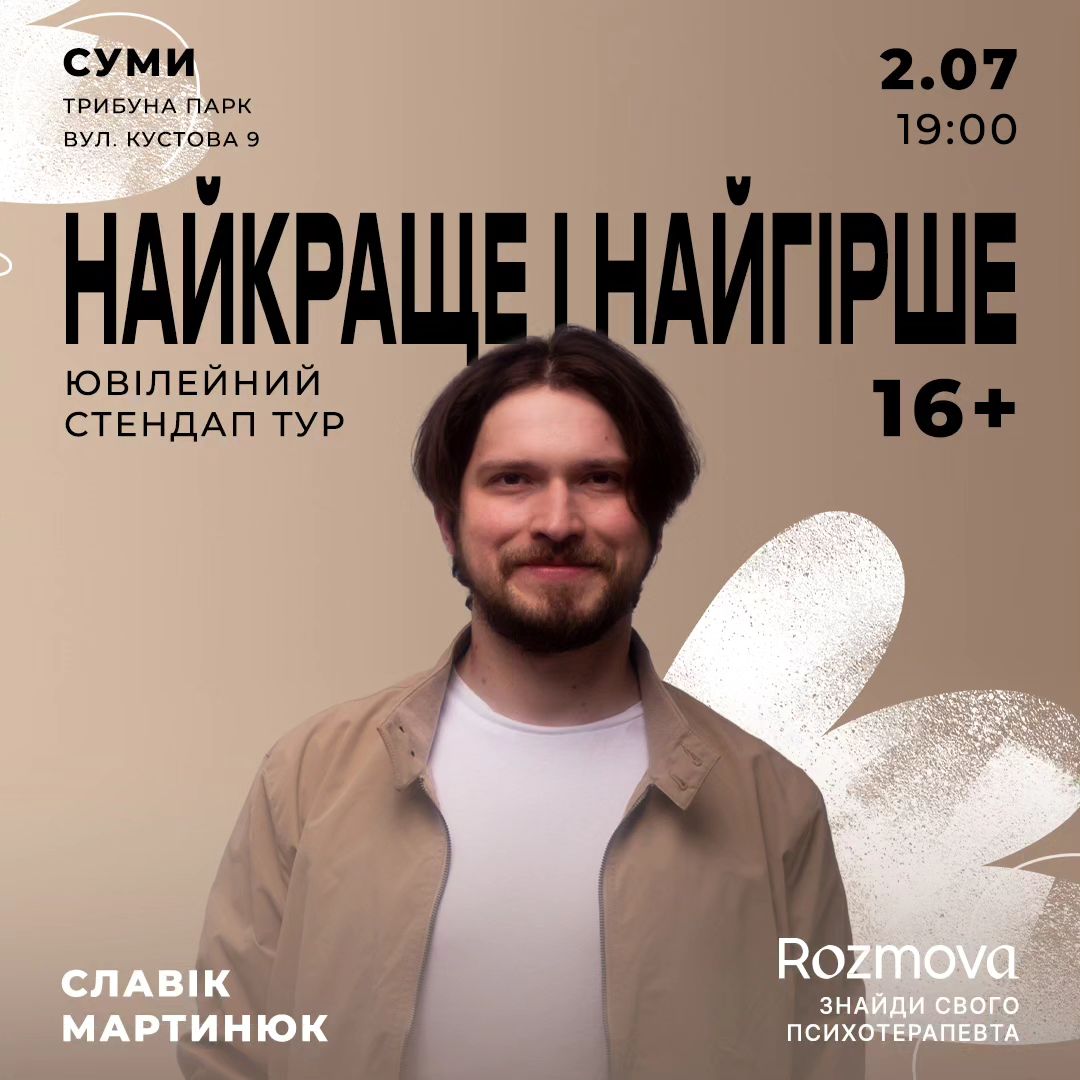 СУМИ
ТРИБУНА ПАРК
ВУЛ. КУСТОВА 9
2.07
19:00
НАЙКРАЩЕ І НАЙГІРШЕ
ЮВІЛЕЙНИЙ
СТЕНДАП ТУР
16+
СЛАВІК
МАРТИНЮК
Rozmova
ЗНАЙДИ СВОГО
ПСИХОТЕРАПЕВТА